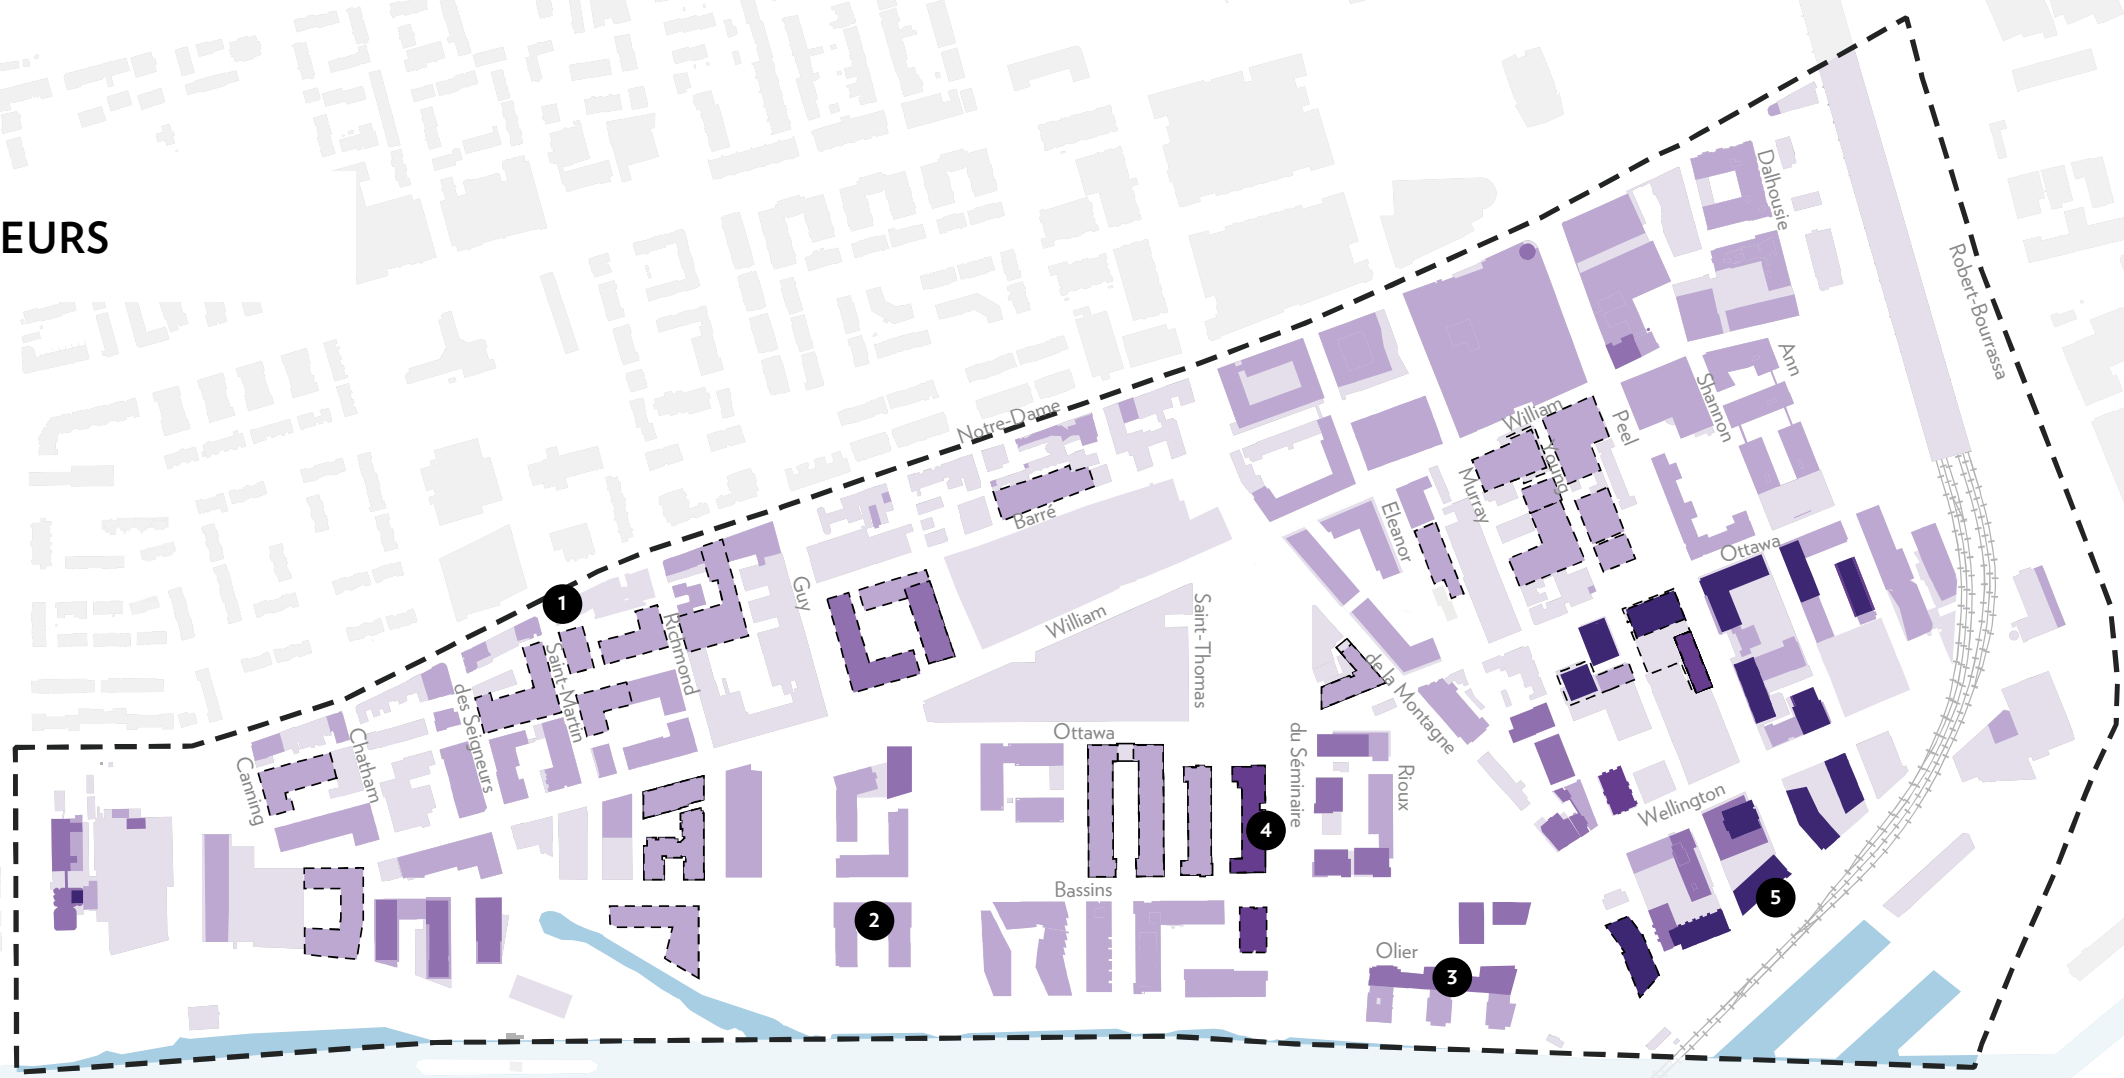 EURS
Dalhousie
Robert-Bourrassa
Ann
Shannon
Peel
William
Young
Murray
Notre-Dame
Barré
Eleanor
Ottawa
Guy
1
Richmond
Saint-Martin
William
Saint-Thomas
de la Montagne
des Seigneurs
Chatham
Canning
Ottawa
du Séminaire
Rioux
Wellington
4
Bassins
2
5
Olier
3